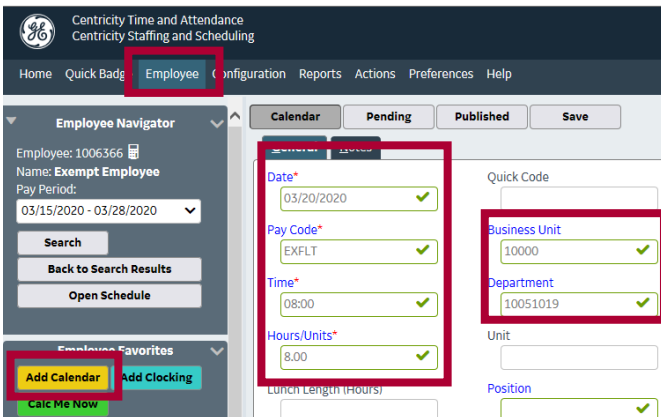 Centricity Time and Attendance
Centricity Staffing and Scheduling
Home Quick Badge Employee Configuration Reports Actions Preferences Help
Employee Navigator
Employee: 1006366
Name: Exempt Employee
Pay Period:
03/15/2020 - 03/28/2020
Search
Back to Search Results
Open Schedule
Employee Favorites
Add Calendar Add Clocking
Calc Me Now
Calendar Pending Published Save
General Notes
Date* Quick Code
03/20/2020
Pay Code* Business Unit
EXFLT 10000
Time* Department
08:00 10051019
Hours/Units* Unit
8.00
Lunch Length (Hours) Position